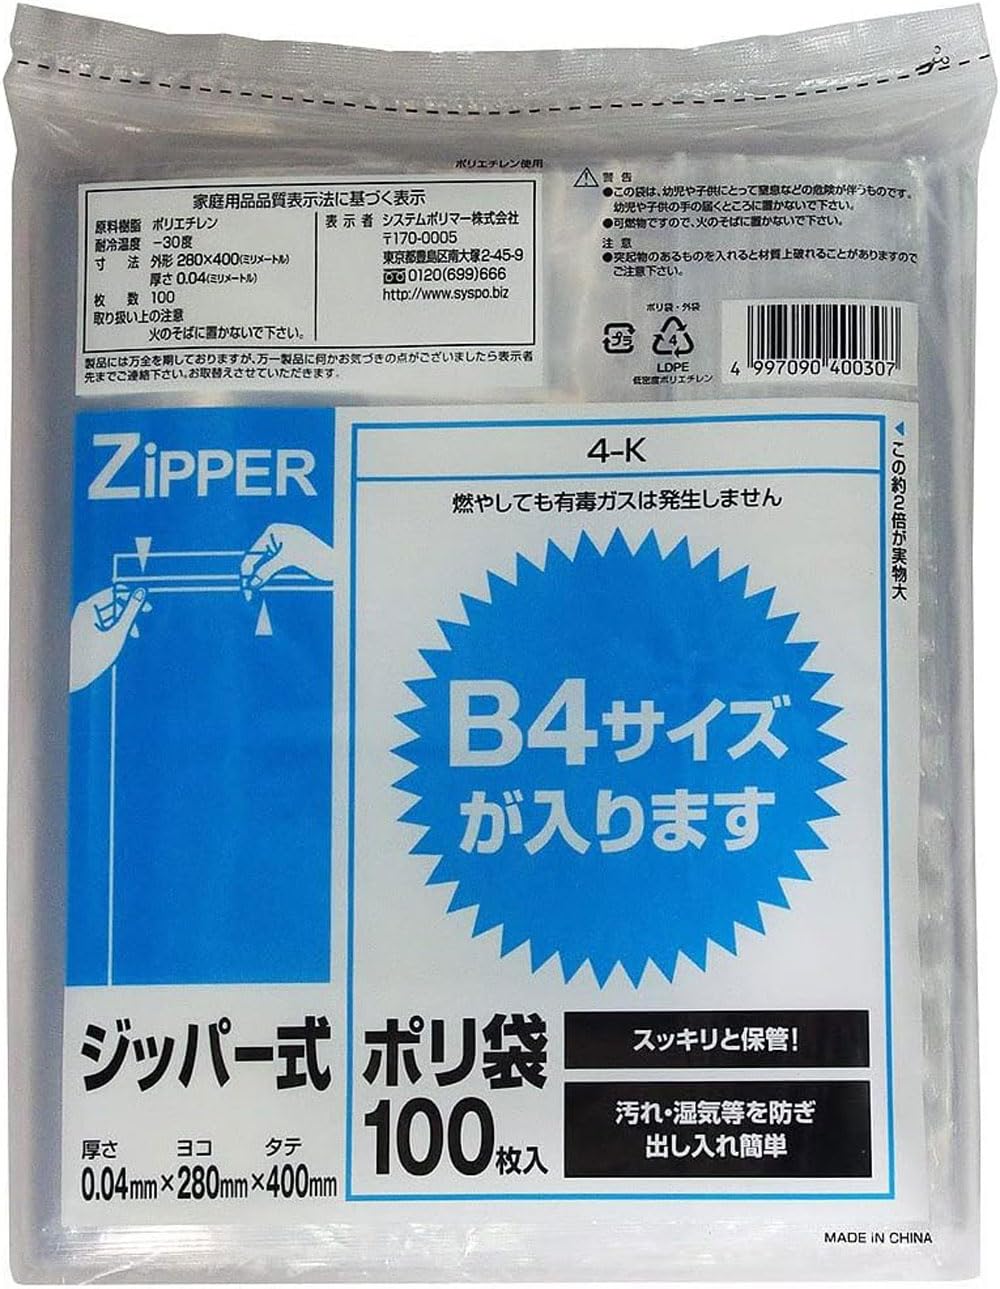 ポリエチレン使用
家庭用品品質表示法に基づく表示
原料樹脂 ポリエチレン
耐冷温度 −30度
寸法 外形 280×400(ミリメートル)
厚さ 0.04(ミリメートル)
枚数 100
取り扱い上の注意
火のそばに置かないで下さい。
表示者 システムポリマー株式会社
〒170-0005
東京都豊島区南大塚2-45-9
0120(699)666
http://www.syspo.biz
製品には万全を期しておりますが、万一製品に何かお気づきの点がございましたら表示者
先までご連絡下さい。お取替えさせていただきます。
警告
●この袋は、幼児や子供にとって窒息などの危険が伴うものです。
幼児や子供の手の届くところに置かないで下さい。
●可燃物ですので、火のそばに置かないで下さい。
注意
●突起物のあるものを入れると材質上破れることがありますので
ご注意下さい。
ポリ袋・外袋
プラ
4
LDPE
低密度ポリエチレン
4 997090 400307
ZiPPER
4-K
燃やしても有毒ガスは発生しません
B4サイズ
が入ります
◀この約2倍が実物大
ジッパー式
ポリ袋
100枚入
厚さ ヨコ タテ
0.04mm×280mm×400mm
スッキリと保管!
汚れ・湿気等を防ぎ
出し入れ簡単
MADE IN CHINA